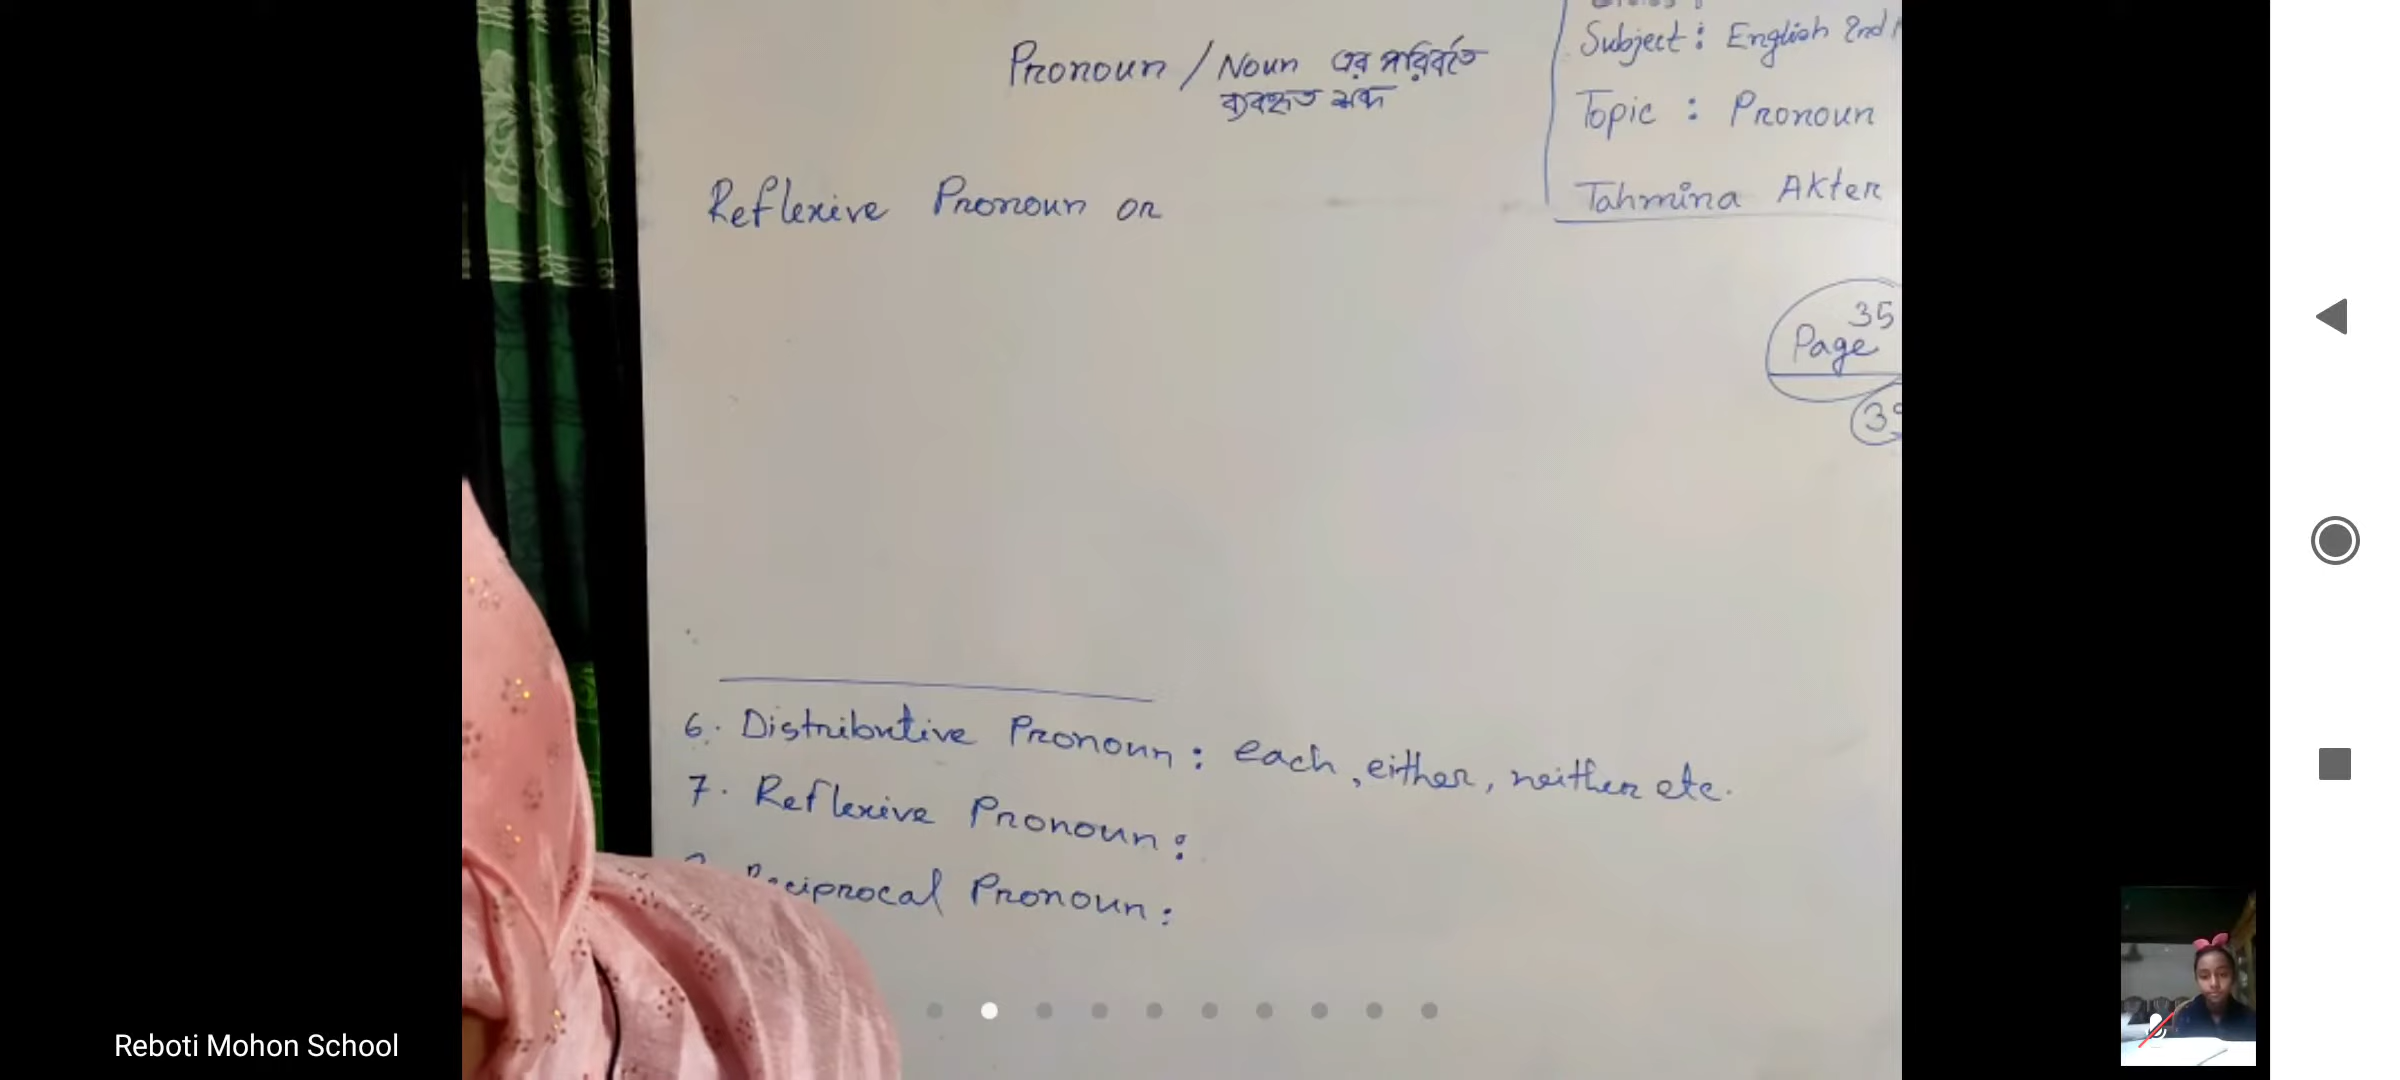 Pronoun / Noun এর পরিবর্তে
ব্যবহৃত শব্দ
Subject : English 2nd
Topic : Pronoun
Tahmina Akter
Reflexive Pronoun or
35
Page
6. Distributive Pronoun : each, either, neither etc.
7. Reflexive Pronoun :
Reciprocal Pronoun :
Reboti Mohon School